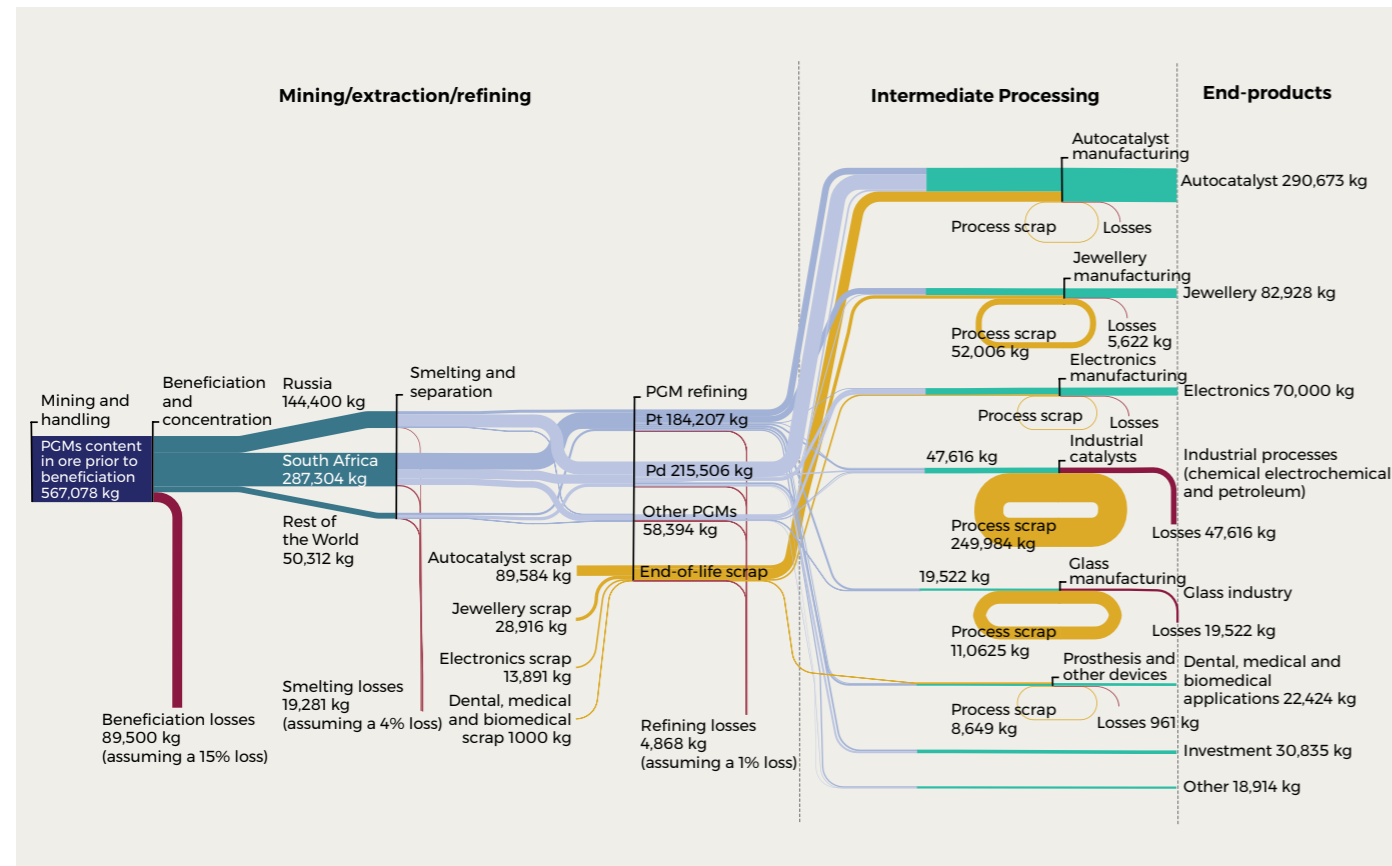 Mining/extraction/refining
Intermediate Processing
End-products
Mining and
handling
PGMs content
in ore prior to
beneficiation
567,078 kg
Beneficiation
and
concentration
Beneficiation losses
89,500 kg
(assuming a 15% loss)
Russia
144,400 kg
South Africa
287,304 kg
Rest of
the World
50,312 kg
Smelting and
separation
Smelting losses
19,281 kg
(assuming a 4% loss)
Autocatalyst scrap
89,584 kg
Jewellery scrap
28,916 kg
Electronics scrap
13,891 kg
Dental, medical
and biomedical
scrap 1000 kg
PGM refining
Pt 184,207 kg
Pd 215,506 kg
Other PGMs
58,394 kg
End-of-life scrap
Refining losses
4,868 kg
(assuming a 1% loss)
Autocatalyst
manufacturing
Process scrap
Losses
Autocatalyst 290,673 kg
Jewellery
manufacturing
Process scrap
52,006 kg
Losses
5,622 kg
Jewellery 82,928 kg
Electronics
manufacturing
Process scrap
Losses
Electronics 70,000 kg
47,616 kg
Industrial
catalysts
Process scrap
249,984 kg
Losses 47,616 kg
Industrial processes
(chemical electrochemical
and petroleum)
19,522 kg
Glass
manufacturing
Process scrap
11,0625 kg
Losses 19,522 kg
Glass industry
Prosthesis and
other devices
Process scrap
8,649 kg
Losses 961 kg
Dental, medical and
biomedical
applications 22,424 kg
Investment 30,835 kg
Other 18,914 kg